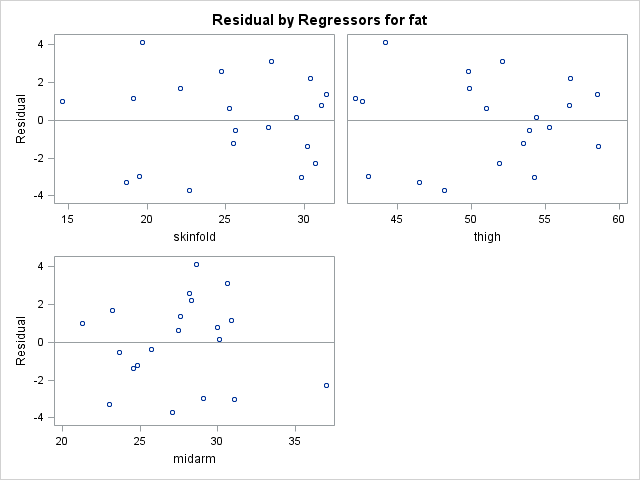 Residual by Regressors for fat
Residual
4
2
0
-2
-4
15 20 25 30
skinfold
45 50 55 60
thigh
Residual
4
2
0
-2
-4
20 25 30 35
midarm